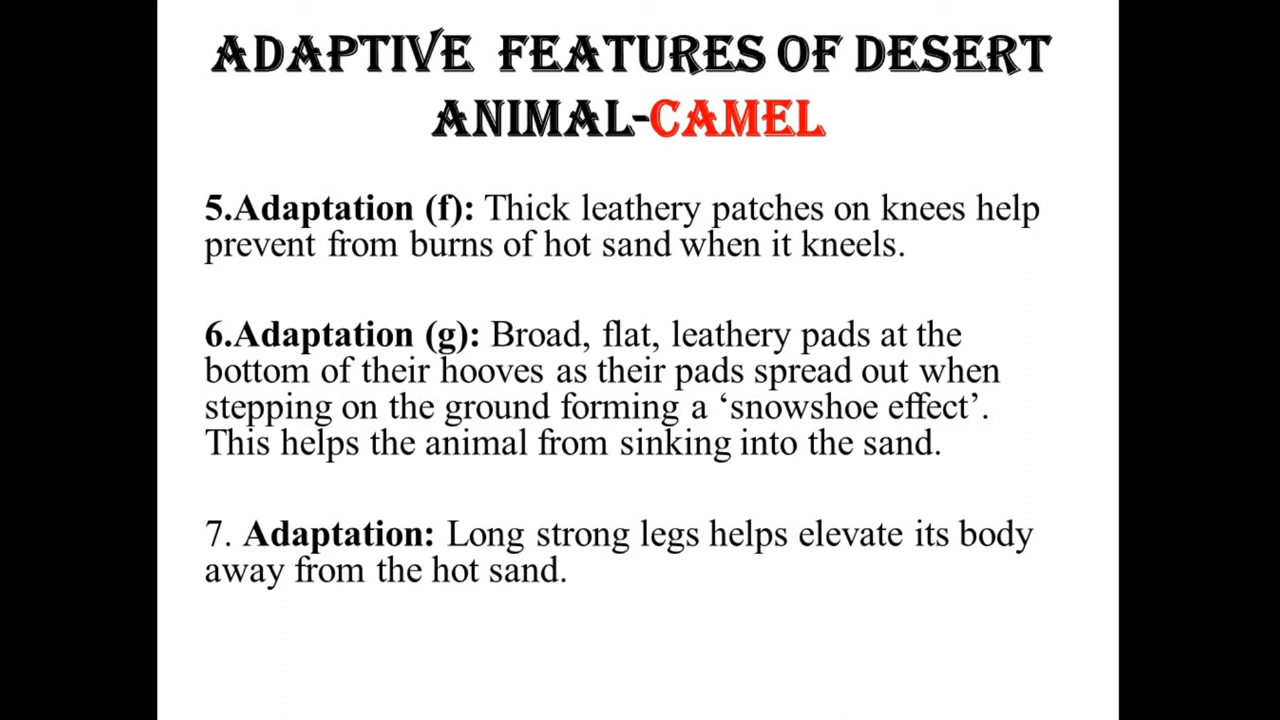 ADAPTIVE FEATURES OF DESERT
ANIMAL-CAMEL
5.Adaptation (f): Thick leathery patches on knees help
prevent from burns of hot sand when it kneels.
6.Adaptation (g): Broad, flat, leathery pads at the
bottom of their hooves as their pads spread out when
stepping on the ground forming a ‘snowshoe effect’.
This helps the animal from sinking into the sand.
7. Adaptation: Long strong legs helps elevate its body
away from the hot sand.